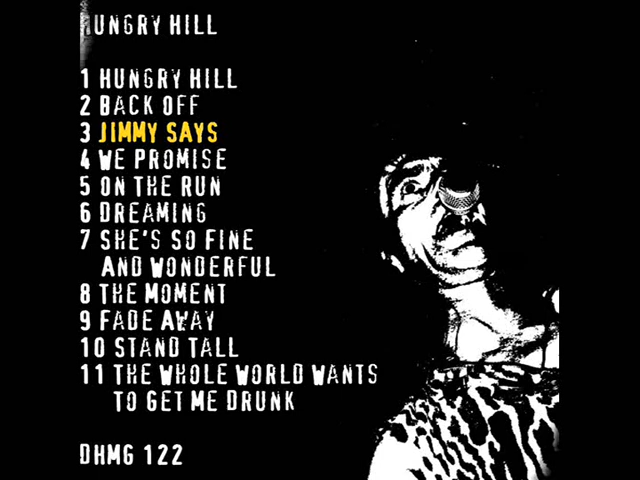 HUNGRY HILL
1 HUNGRY HILL
2 BACK OFF
3 JIMMY SAYS
4 WE PROMISE
5 ON THE RUN
6 DREAMING
7 SHE'S SO FINE
AND WONDERFUL
8 THE MOMENT
9 FADE AWAY
10 STAND TALL
11 THE WHOLE WORLD WANTS
TO GET ME DRUNK
DHMG 122